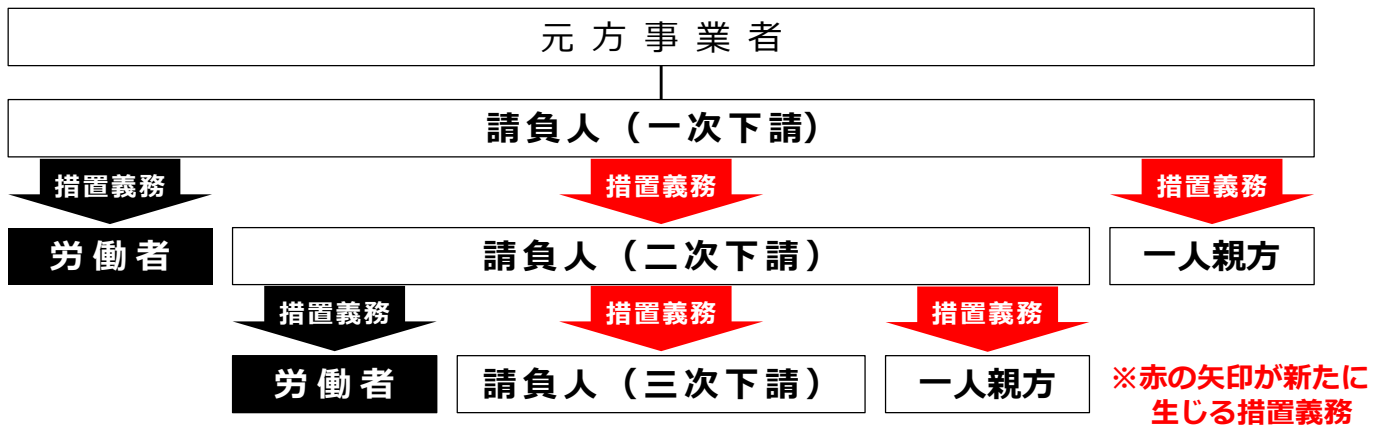 元方事業者
請負人（一次下請）
措置義務
措置義務
措置義務
労働者
請負人（二次下請）
一人親方
措置義務
措置義務
措置義務
労働者
請負人（三次下請）
一人親方
※赤の矢印が新たに
生じる措置義務